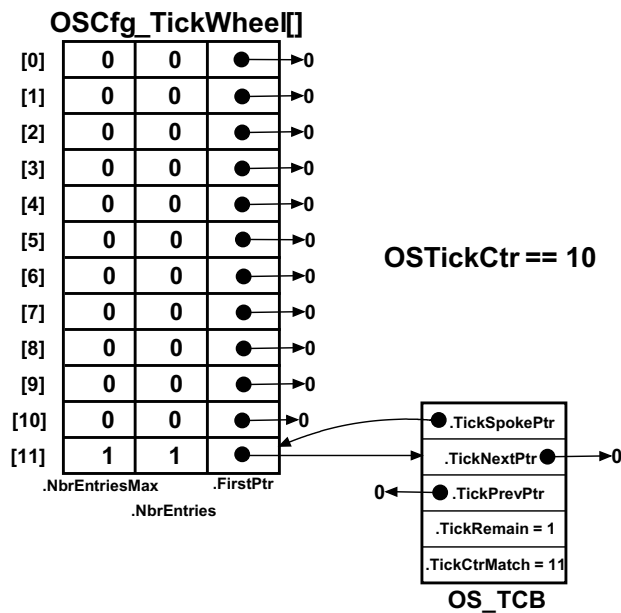 OSCfg_TickWheel[]
[0] 0 0 0
[1] 0 0 0
[2] 0 0 0
[3] 0 0 0
[4] 0 0 0
[5] 0 0 0
OSTickCtr == 10
[6] 0 0 0
[7] 0 0 0
[8] 0 0 0
[9] 0 0 0
[10] 0 0 0
.TickSpokePtr
[11] 1 1
.TickNextPtr 0
.NbrEntriesMax .FirstPtr
.NbrEntries
0 .TickPrevPtr
.TickRemain = 1
.TickCtrMatch = 11
OS_TCB